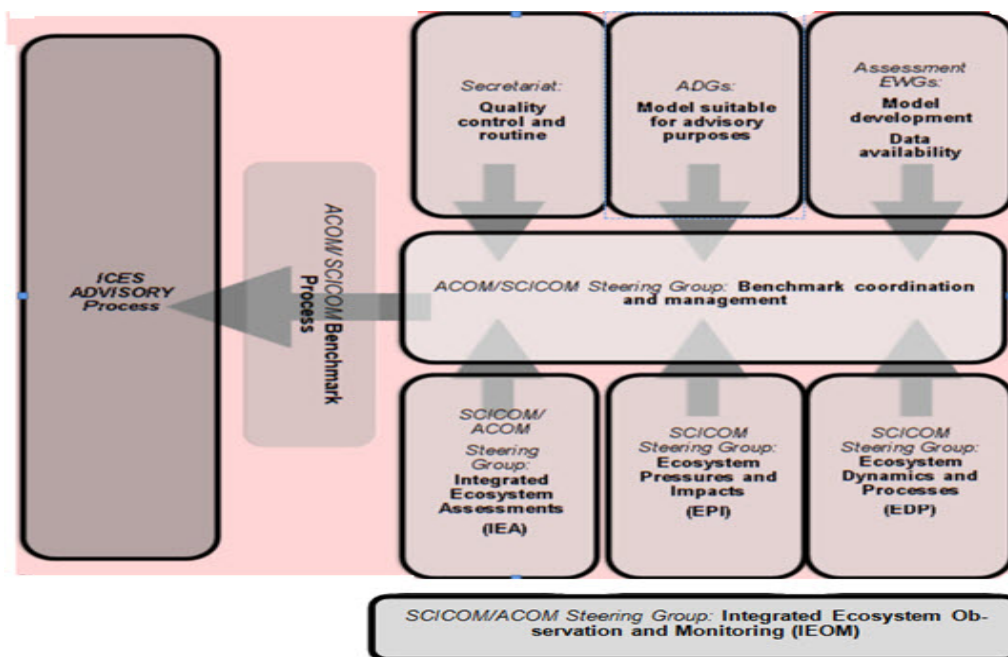 Secretariat:
Quality
control and
routine
ADGs:
Model suitable
for advisory
purposes
Assessment
EWGs:
Model
development
Data
availability
ICES
ADVISORY
Process
ACOM/SCICOM Benchmark
Process
ACOM/SCICOM Steering Group: Benchmark coordination
and management
SCICOM/
ACOM
Steering
Group:
Integrated
Ecosystem
Assessments
(IEA)
SCICOM
Steering Group:
Ecosystem
Pressures and
Impacts
(EPI)
SCICOM
Steering Group:
Ecosystem
Dynamics and
Processes
(EDP)
SCICOM/ACOM Steering Group: Integrated Ecosystem Ob-
servation and Monitoring (IEOM)